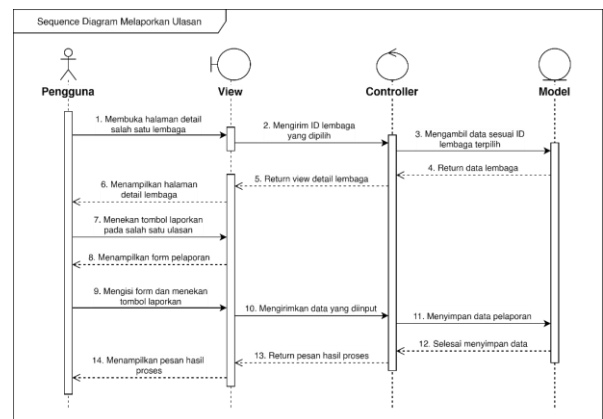 Sequence Diagram Melaporkan Ulasan
Pengguna
View
Controller
Model
1. Membuka halaman detail
salah satu lembaga
2. Mengirim ID lembaga
yang dipilih
3. Mengambil data sesuai ID
lembaga terpilih
4. Return data lembaga
5. Return view detail lembaga
6. Menampilkan halaman
detail lembaga
7. Menekan tombol laporkan
pada salah satu ulasan
8. Menampilkan form pelaporan
9. Mengisi form dan menekan
tombol laporkan
10. Mengirimkan data yang diinput
11. Menyimpan data pelaporan
12. Selesai menyimpan data
13. Return pesan hasil proses
14. Menampilkan pesan hasil
proses